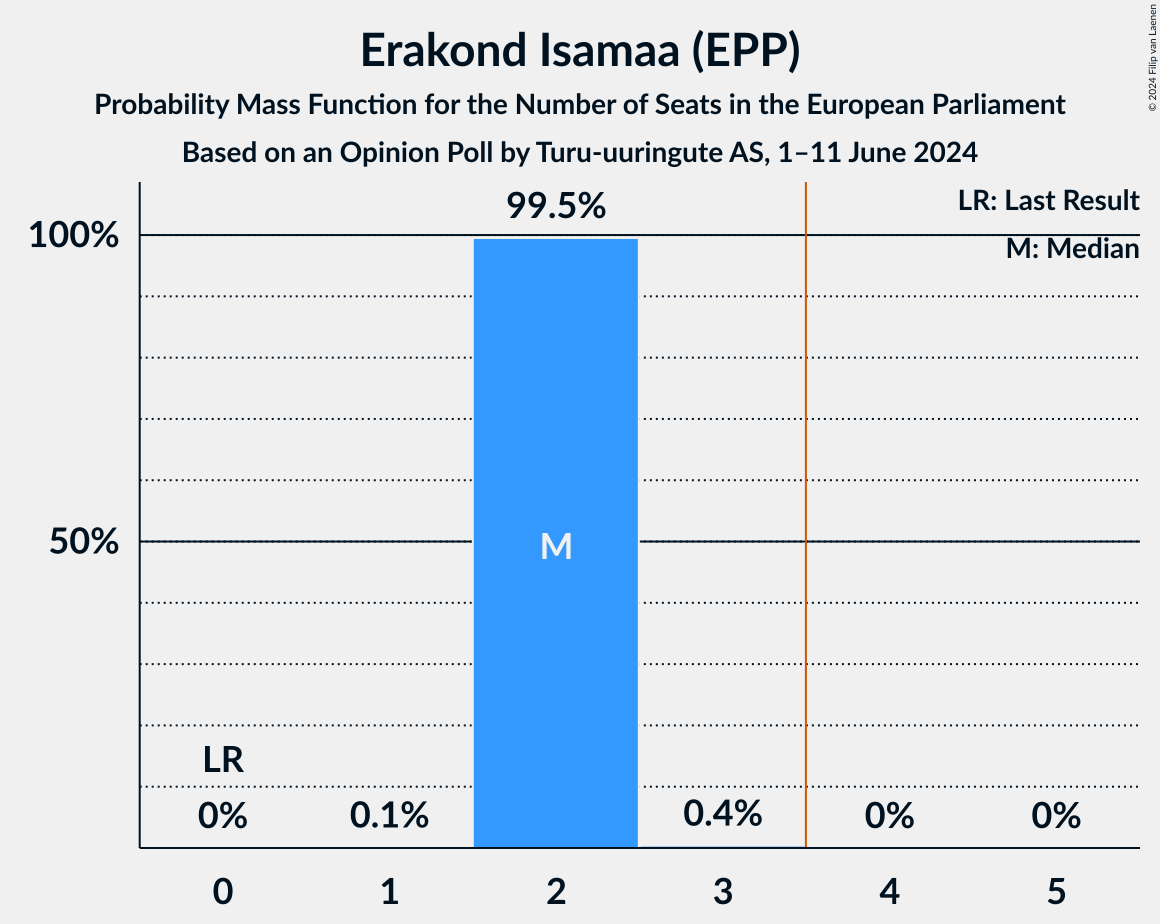 Erakond Isamaa (EPP)
Probability Mass Function for the Number of Seats in the European Parliament
Based on an Opinion Poll by Turu-uuringute AS, 1–11 June 2024
© 2024 Filip van Laenen
LR: Last Result
M: Median
99.5%
100%
50%
M
LR
0%
0.1%
0.4%
0%
0%
0
1
2
3
4
5